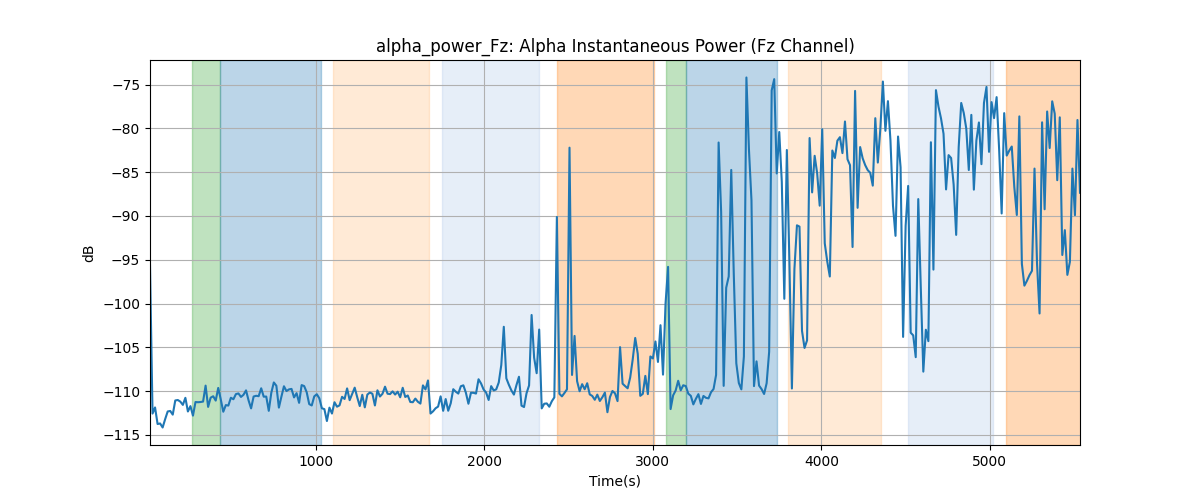 alpha_power_Fz: Alpha Instantaneous Power (Fz Channel)
−75
−80
−85
−90
−95
−100
−105
−110
−115
dB
1000 2000 3000 4000 5000
Time(s)